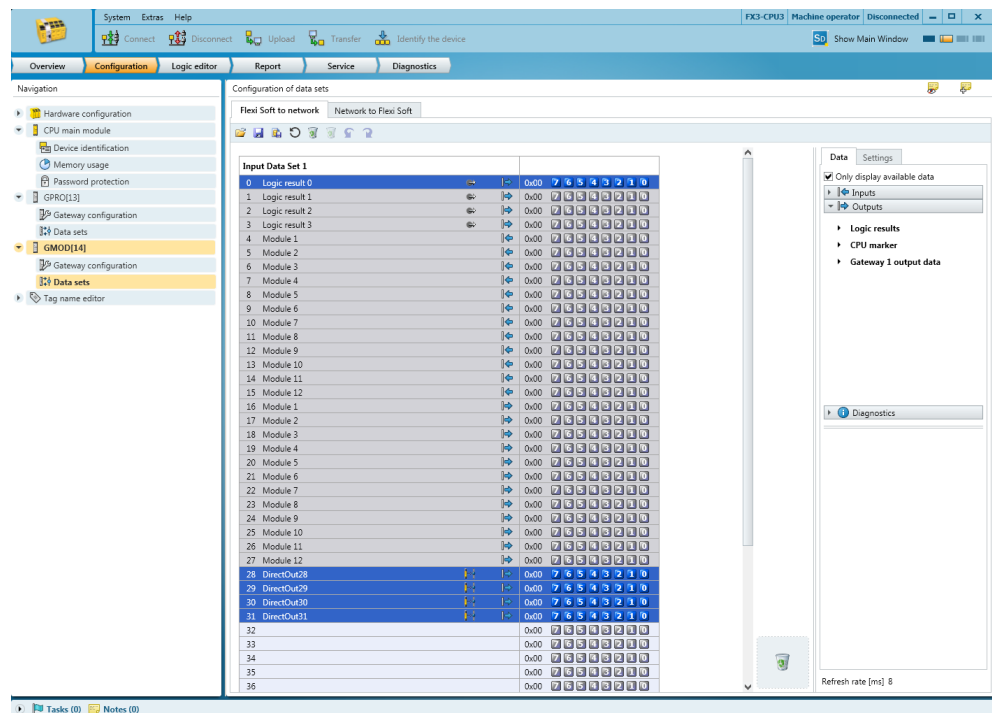 System Extras Help FX3-CPU3 Machine operator Disconnected
Connect Disconnect Upload Transfer Identify the device SD Show Main Window
Overview Configuration Logic editor Report Service Diagnostics
Navigation
Hardware configuration
CPU main module
Device identification
Memory usage
Password protection
GPRO[13]
Gateway configuration
Data sets
GMOD[14]
Gateway configuration
Data sets
Tag name editor
Configuration of data sets
Flexi Soft to network Network to Flexi Soft
Input Data Set 1
0 Logic result 0 0x00 7 6 5 4 3 2 1 0
1 Logic result 1 0x00 7 6 5 4 3 2 1 0
2 Logic result 2 0x00 7 6 5 4 3 2 1 0
3 Logic result 3 0x00 7 6 5 4 3 2 1 0
4 Module 1 0x00 7 6 5 4 3 2 1 0
5 Module 2 0x00 7 6 5 4 3 2 1 0
6 Module 3 0x00 7 6 5 4 3 2 1 0
7 Module 4 0x00 7 6 5 4 3 2 1 0
8 Module 5 0x00 7 6 5 4 3 2 1 0
9 Module 6 0x00 7 6 5 4 3 2 1 0
10 Module 7 0x00 7 6 5 4 3 2 1 0
11 Module 8 0x00 7 6 5 4 3 2 1 0
12 Module 9 0x00 7 6 5 4 3 2 1 0
13 Module 10 0x00 7 6 5 4 3 2 1 0
14 Module 11 0x00 7 6 5 4 3 2 1 0
15 Module 12 0x00 7 6 5 4 3 2 1 0
16 Module 1 0x00 7 6 5 4 3 2 1 0
17 Module 2 0x00 7 6 5 4 3 2 1 0
18 Module 3 0x00 7 6 5 4 3 2 1 0
19 Module 4 0x00 7 6 5 4 3 2 1 0
20 Module 5 0x00 7 6 5 4 3 2 1 0
21 Module 6 0x00 7 6 5 4 3 2 1 0
22 Module 7 0x00 7 6 5 4 3 2 1 0
23 Module 8 0x00 7 6 5 4 3 2 1 0
24 Module 9 0x00 7 6 5 4 3 2 1 0
25 Module 10 0x00 7 6 5 4 3 2 1 0
26 Module 11 0x00 7 6 5 4 3 2 1 0
27 Module 12 0x00 7 6 5 4 3 2 1 0
28 DirectOut28 0x00 7 6 5 4 3 2 1 0
29 DirectOut29 0x00 7 6 5 4 3 2 1 0
30 DirectOut30 0x00 7 6 5 4 3 2 1 0
31 DirectOut31 0x00 7 6 5 4 3 2 1 0
32 0x00 7 6 5 4 3 2 1 0
33 0x00 7 6 5 4 3 2 1 0
34 0x00 7 6 5 4 3 2 1 0
35 0x00 7 6 5 4 3 2 1 0
36 0x00 7 6 5 4 3 2 1 0
Data Settings
Only display available data
Inputs
Outputs
Logic results
CPU marker
Gateway 1 output data
Diagnostics
Refresh rate [ms] 8
Tasks (0) Notes (0)